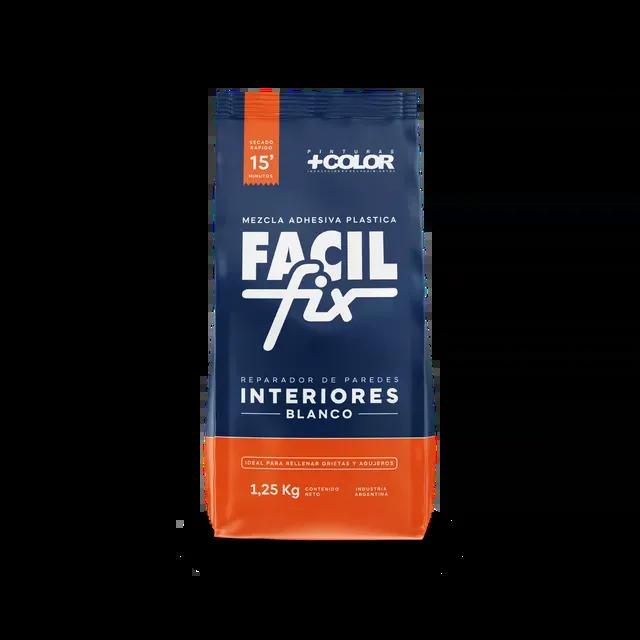 SECADO
RAPIDO
15'
MINUTOS
PINTURAS
+COLOR
MEZCLA ADHESIVA PLASTICA
FACIL
fix
REPARADOR DE PAREDES
INTERIORES
BLANCO
IDEAL PARA RELLENAR GRIETAS Y AGUJEROS
1,25 Kg
CONTENIDO
NETO
INDUSTRIA
ARGENTINA